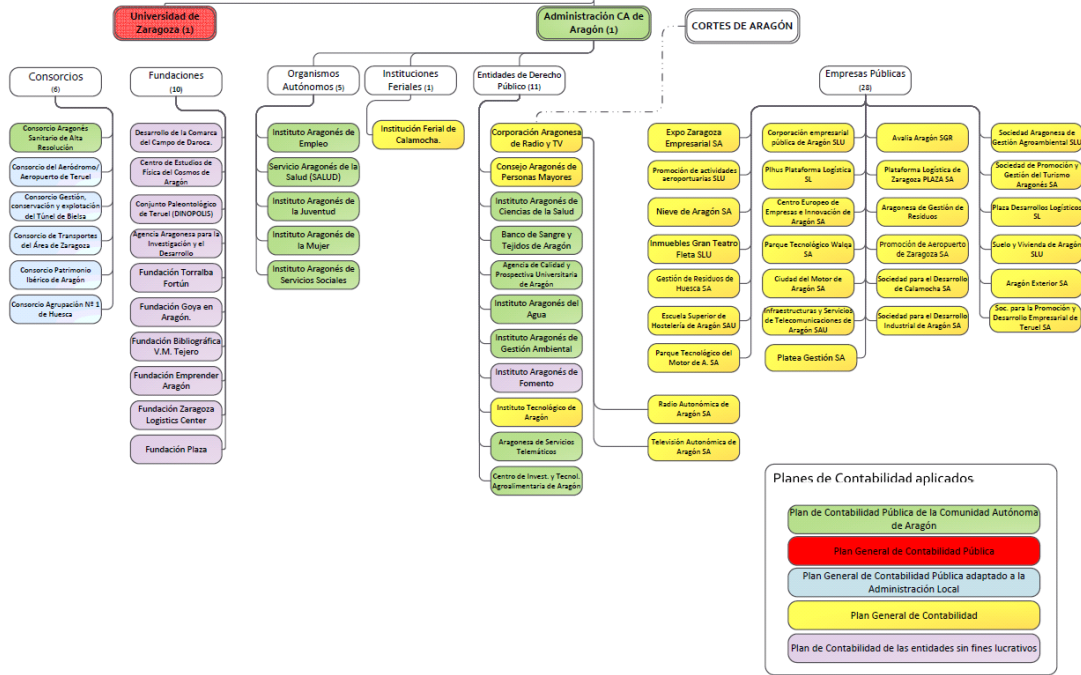 Universidad de
Zaragoza (1)
Administración CA de
Aragón (1)
CORTES DE ARAGÓN
Consorcios
(6)
Consorcio Aragonés
Sanitario de Alta
Resolución
Consorcio del Aeródromo/
Aeropuerto de Teruel
Consorcio Gestión,
conservación y explotación
del Túnel de Bielsa
Consorcio de Transportes
del Área de Zaragoza
Consorcio Patrimonio
Ibérico de Aragón
Consorcio Agrupación Nº 1
de Huesca
Fundaciones
(10)
Desarrollo de la Comarca
del Campo de Daroca.
Centro de Estudios de
Física del Cosmos de
Aragón
Conjunto Paleontológico
de Teruel (DINOPOLIS)
Agencia Aragonesa para la
Investigación y el
Desarrollo
Fundación Torralba
Fortún
Fundación Goya en
Aragón.
Fundación Bibliográfica
V.M. Tejero
Fundación Emprender
Aragón
Fundación Zaragoza
Logistics Center
Fundación Plaza
Organismos
Autónomos (5)
Instituto Aragonés de
Empleo
Servicio Aragonés de la
Salud (SALUD)
Instituto Aragonés de
la Juventud
Instituto Aragonés de
la Mujer
Instituto Aragonés de
Servicios Sociales
Instituciones
Feriales (1)
Institución Ferial de
Calamocha.
Entidades de Derecho
Público (11)
Corporación Aragonesa
de Radio y TV
Consejo Aragonés de
Personas Mayores
Instituto Aragonés de
Ciencias de la Salud
Banco de Sangre y
Tejidos de Aragón
Agencia de Calidad y
Prospectiva Universitaria
de Aragón
Instituto Aragonés del
Agua
Instituto Aragonés de
Gestión Ambiental
Instituto Aragonés de
Fomento
Instituto Tecnológico de
Aragón
Aragonesa de Servicios
Telemáticos
Centro de Invest. y Tecnol.
Agroalimentaria de Aragón
Empresas Públicas
(28)
Expo Zaragoza
Empresarial SA
Promoción de actividades
aeroportuarias SLU
Nieve de Aragón SA
Inmuebles Gran Teatro
Fleta SLU
Gestión de Residuos de
Huesca SA
Escuela Superior de
Hostelería de Aragón SAU
Parque Tecnológico del
Motor de A. SA
Radio Autonómica de
Aragón SA
Televisión Autonómica de
Aragón SA
Corporación empresarial
pública de Aragón SLU
Plhus Plataforma Logística
SL
Centro Europeo de
Empresas e Innovación de
Aragón SA
Parque Tecnológico Walqa
SA
Ciudad del Motor de
Aragón SA
Infraestructuras y Servicios
de Telecomunicaciones de
Aragón SAU
Platea Gestión SA
Avalia Aragón SGR
Plataforma Logística de
Zaragoza PLAZA SA
Aragonesa de Gestión de
Residuos
Promoción de Aeropuerto
de Zaragoza SA
Sociedad para el Desarrollo
de Calamocha SA
Sociedad para el Desarrollo
Industrial de Aragón SA
Sociedad Aragonesa de
Gestión Agroambiental SLU
Sociedad de Promoción y
Gestión del Turismo
Aragonés SA
Plaza Desarrollos Logísticos
SL
Suelo y Vivienda de Aragón
SLU
Aragón Exterior SA
Soc. para la Promoción y
Desarrollo Empresarial de
Teruel SA
Planes de Contabilidad aplicados
Plan de Contabilidad Pública de la Comunidad Autónoma
de Aragón
Plan General de Contabilidad Pública
Plan General de Contabilidad Pública adaptado a la
Administración Local
Plan General de Contabilidad
Plan de Contabilidad de las entidades sin fines lucrativos